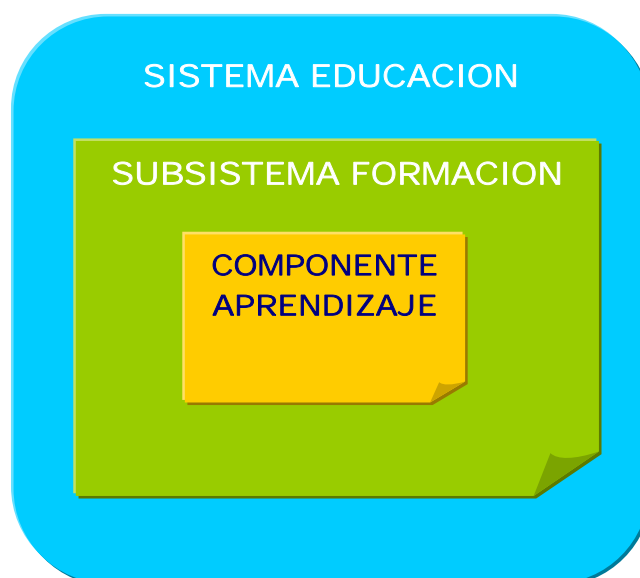 SISTEMA EDUCACION
SUBSISTEMA FORMACION
COMPONENTE
APRENDIZAJE